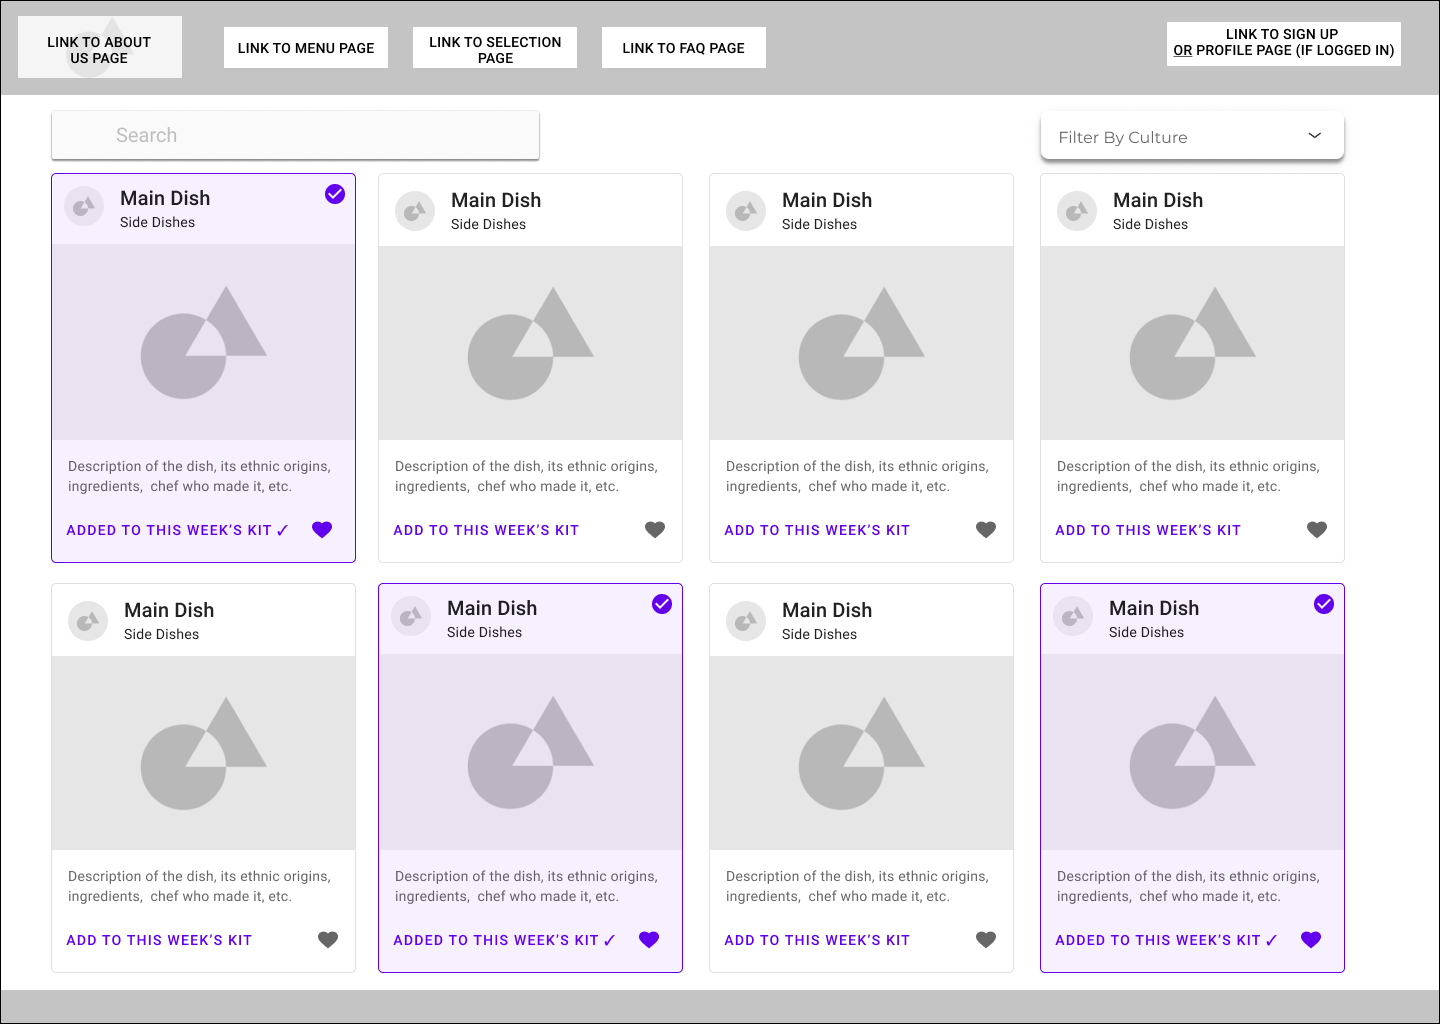 LINK TO ABOUT
US PAGE
LINK TO MENU PAGE
LINK TO SELECTION
PAGE
LINK TO FAQ PAGE
LINK TO SIGN UP
OR PROFILE PAGE (IF LOGGED IN)
Search
Filter By Culture
Main Dish
Side Dishes
Description of the dish, its ethnic origins,
ingredients,  chef who made it, etc.
ADDED TO THIS WEEK’S KIT ✓
Main Dish
Side Dishes
Description of the dish, its ethnic origins,
ingredients,  chef who made it, etc.
ADD TO THIS WEEK’S KIT
Main Dish
Side Dishes
Description of the dish, its ethnic origins,
ingredients,  chef who made it, etc.
ADD TO THIS WEEK’S KIT
Main Dish
Side Dishes
Description of the dish, its ethnic origins,
ingredients,  chef who made it, etc.
ADD TO THIS WEEK’S KIT
Main Dish
Side Dishes
Description of the dish, its ethnic origins,
ingredients,  chef who made it, etc.
ADD TO THIS WEEK’S KIT
Main Dish
Side Dishes
Description of the dish, its ethnic origins,
ingredients,  chef who made it, etc.
ADDED TO THIS WEEK’S KIT ✓
Main Dish
Side Dishes
Description of the dish, its ethnic origins,
ingredients,  chef who made it, etc.
ADD TO THIS WEEK’S KIT
Main Dish
Side Dishes
Description of the dish, its ethnic origins,
ingredients,  chef who made it, etc.
ADDED TO THIS WEEK’S KIT ✓